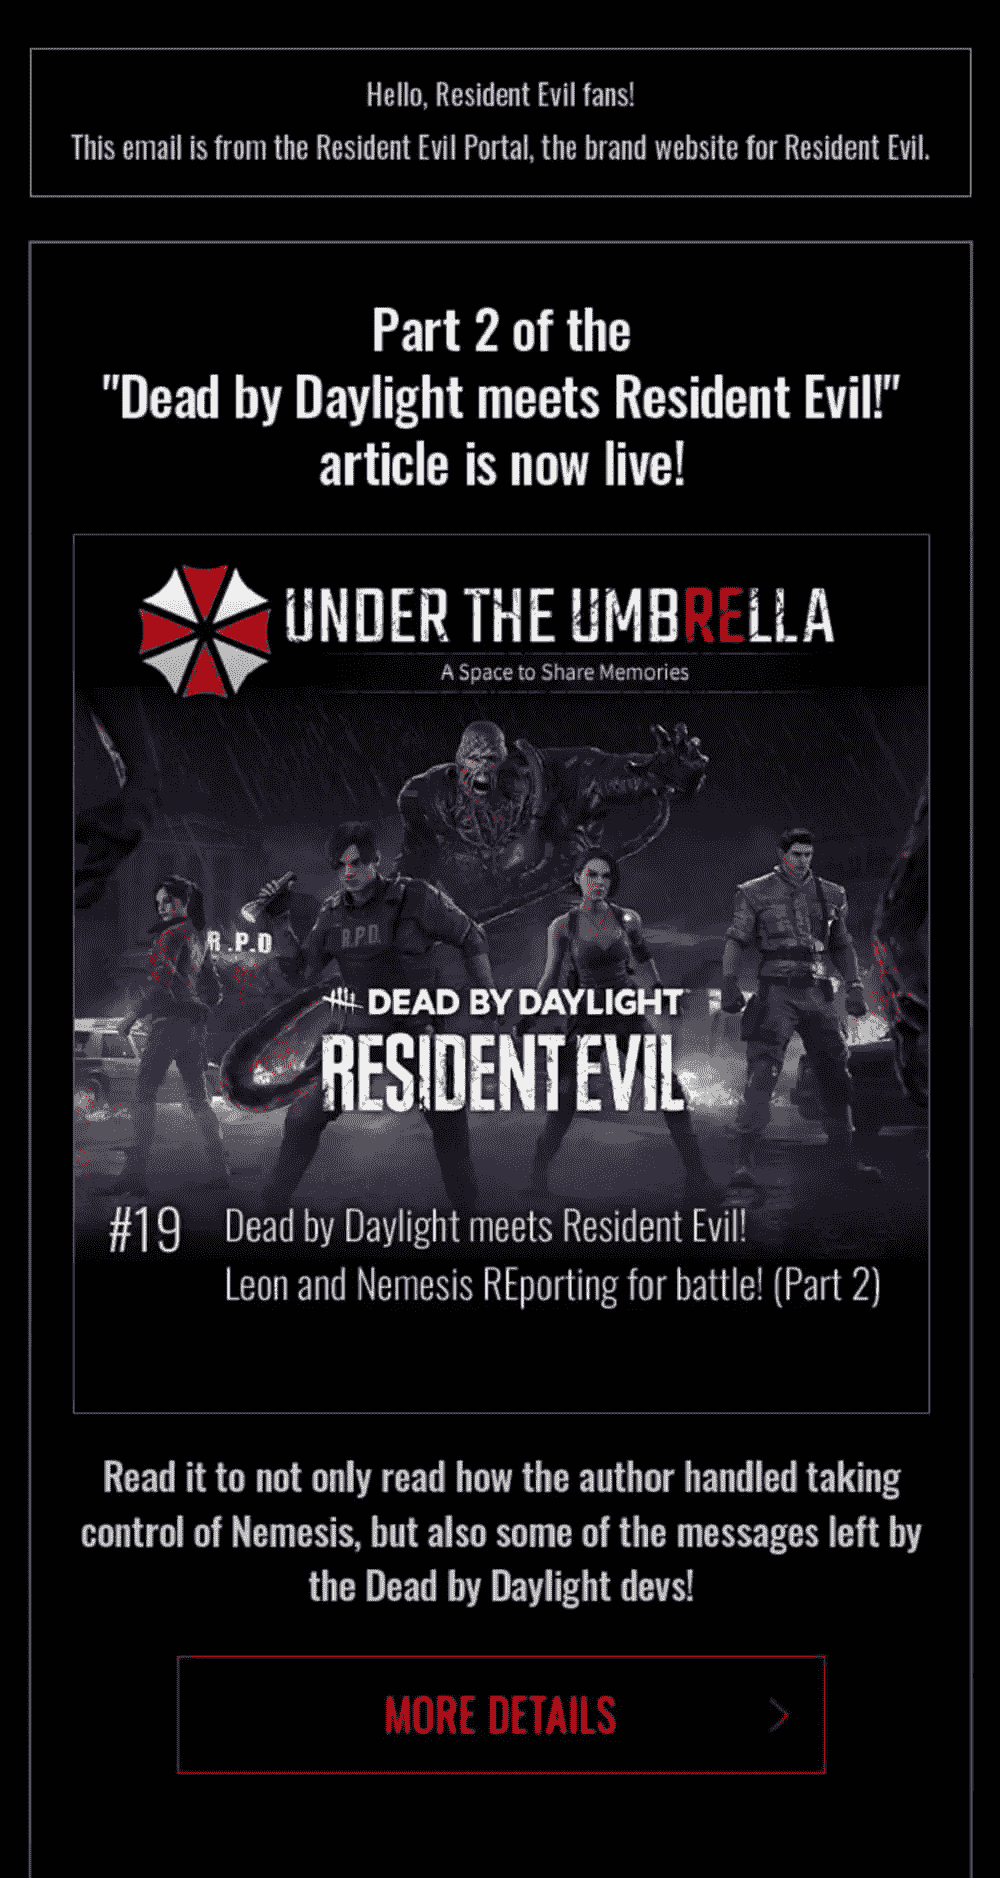 Hello, Resident Evil fans!
This email is from the Resident Evil Portal, the brand website for Resident Evil.
Part 2 of the
"Dead by Daylight meets Resident Evil!"
article is now live!
UNDER THE UMBRELLA
A Space to Share Memories
R.P.D
R.P.D.
DEAD BY DAYLIGHT
RESIDENT EVIL
#19 Dead by Daylight meets Resident Evil!
Leon and Nemesis REporting for battle! (Part 2)
Read it to not only read how the author handled taking
control of Nemesis, but also some of the messages left by
the Dead by Daylight devs!
MORE DETAILS